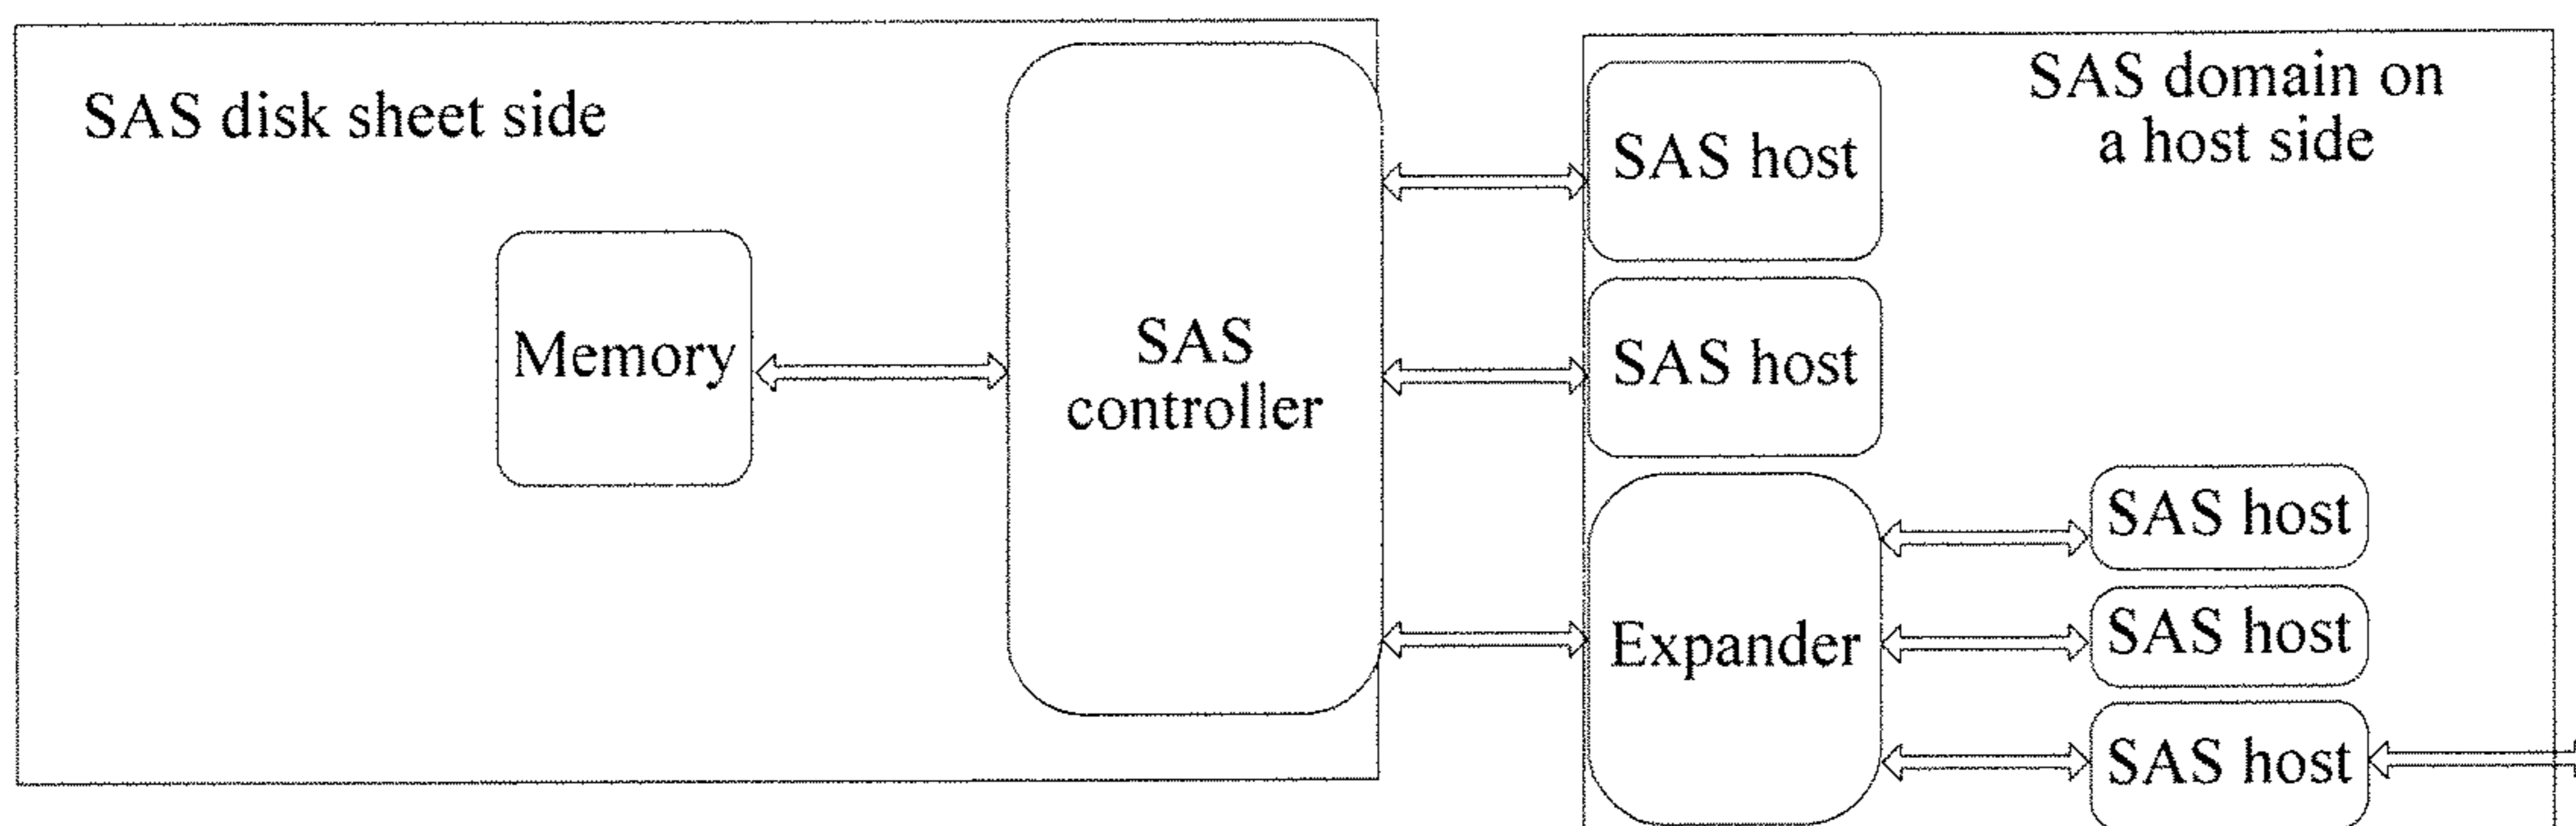 SAS disk sheet side
Memory
SAS
controller
SAS domain on
a host side
SAS host
SAS host
Expander
SAS host
SAS host
SAS host